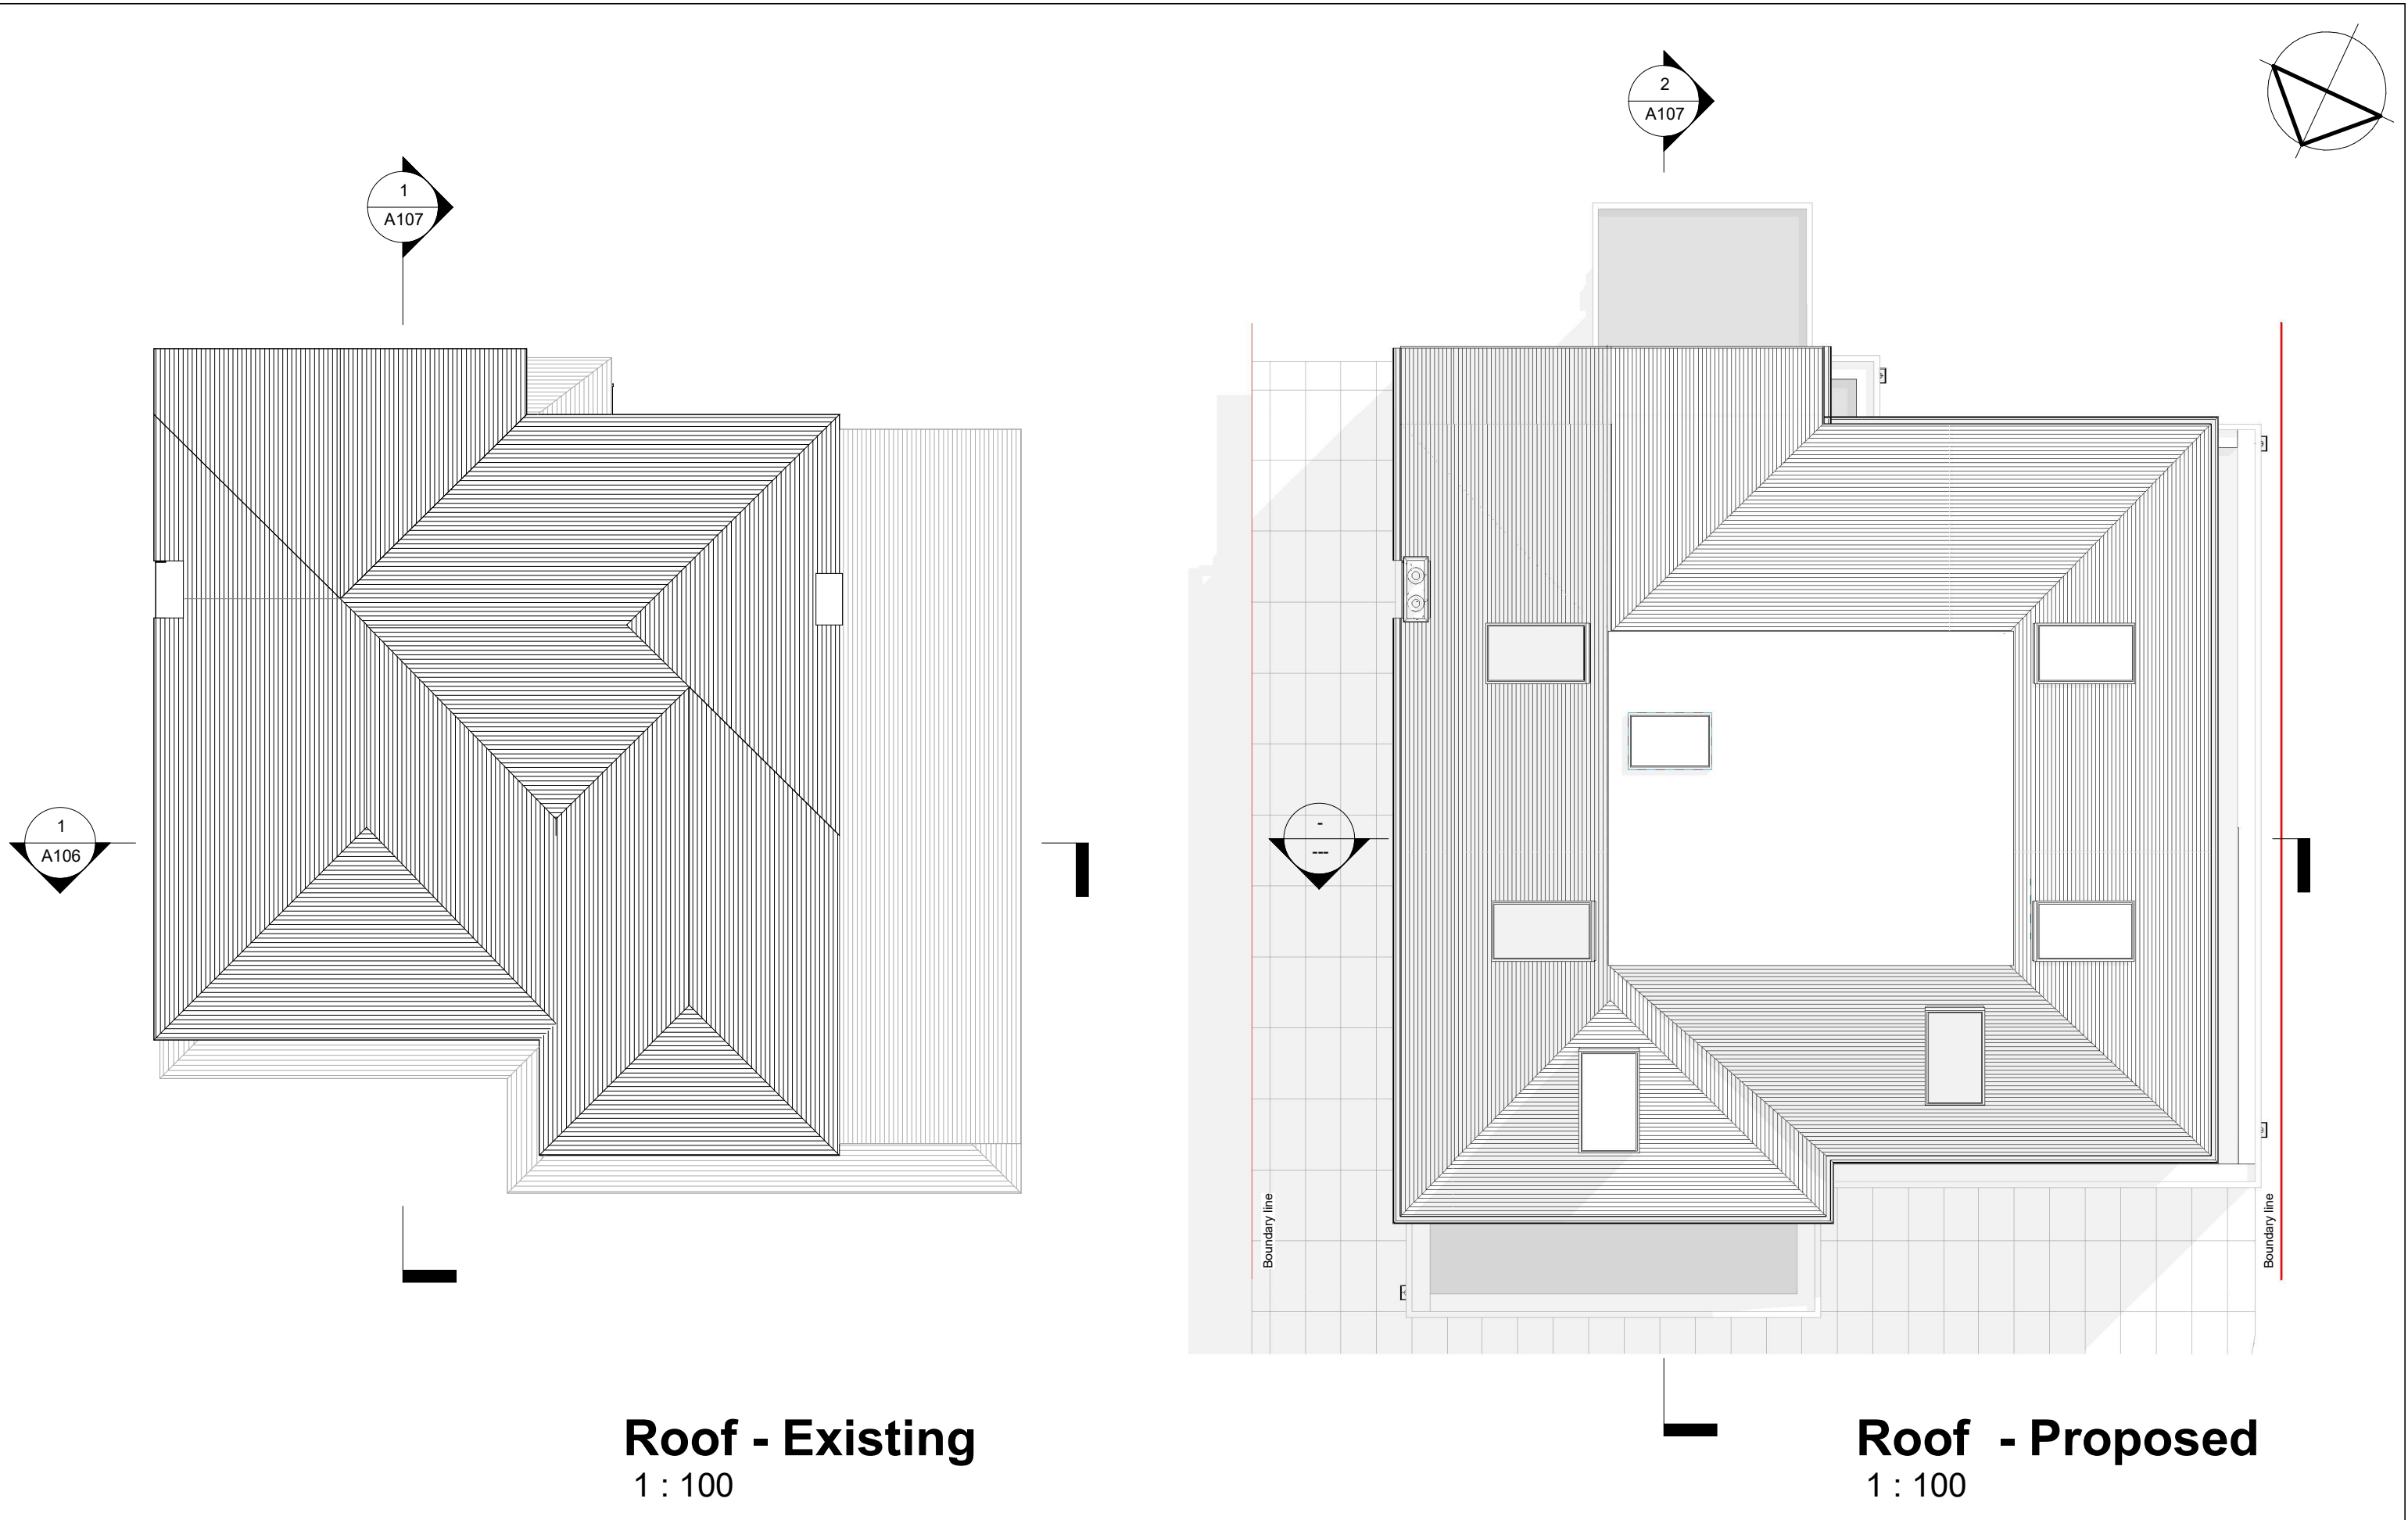 2
A107
1
A107
1
A106
-
---
Boundary line
Boundary line
Roof - Existing
1 : 100
Roof - Proposed
1 : 100